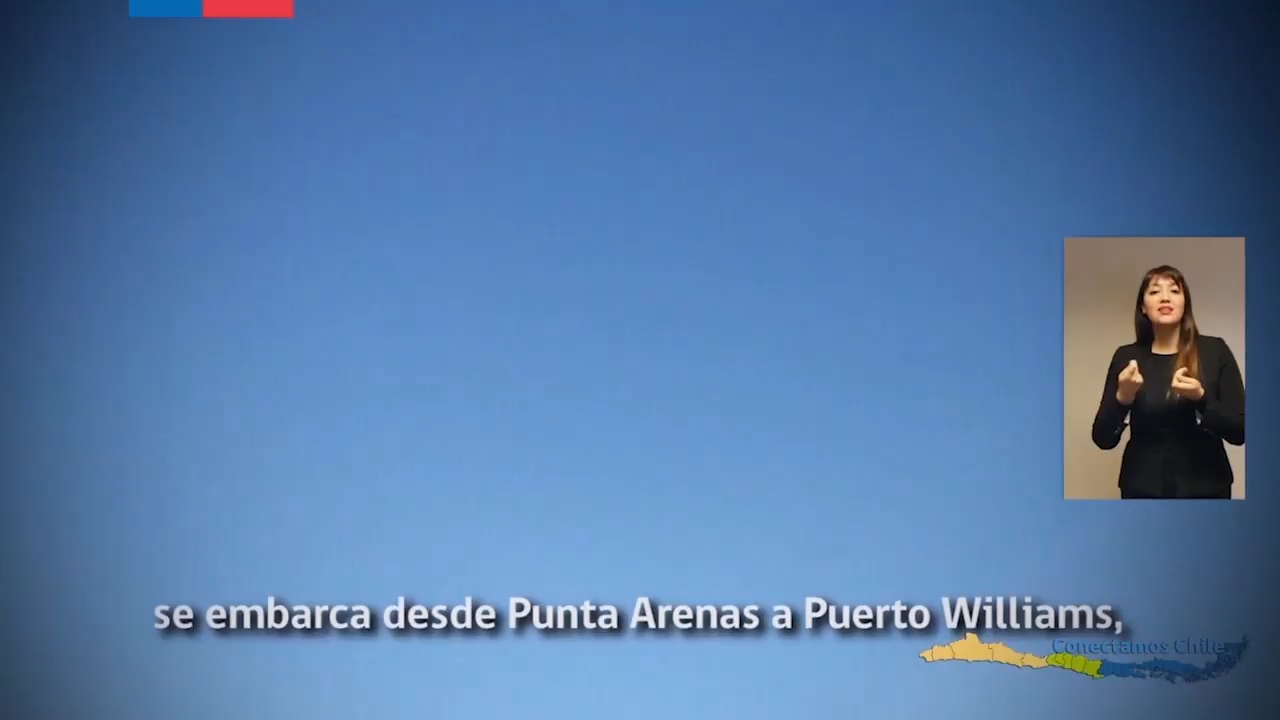 se embarca desde Punta Arenas a Puerto Williams,
Conectamos Chile